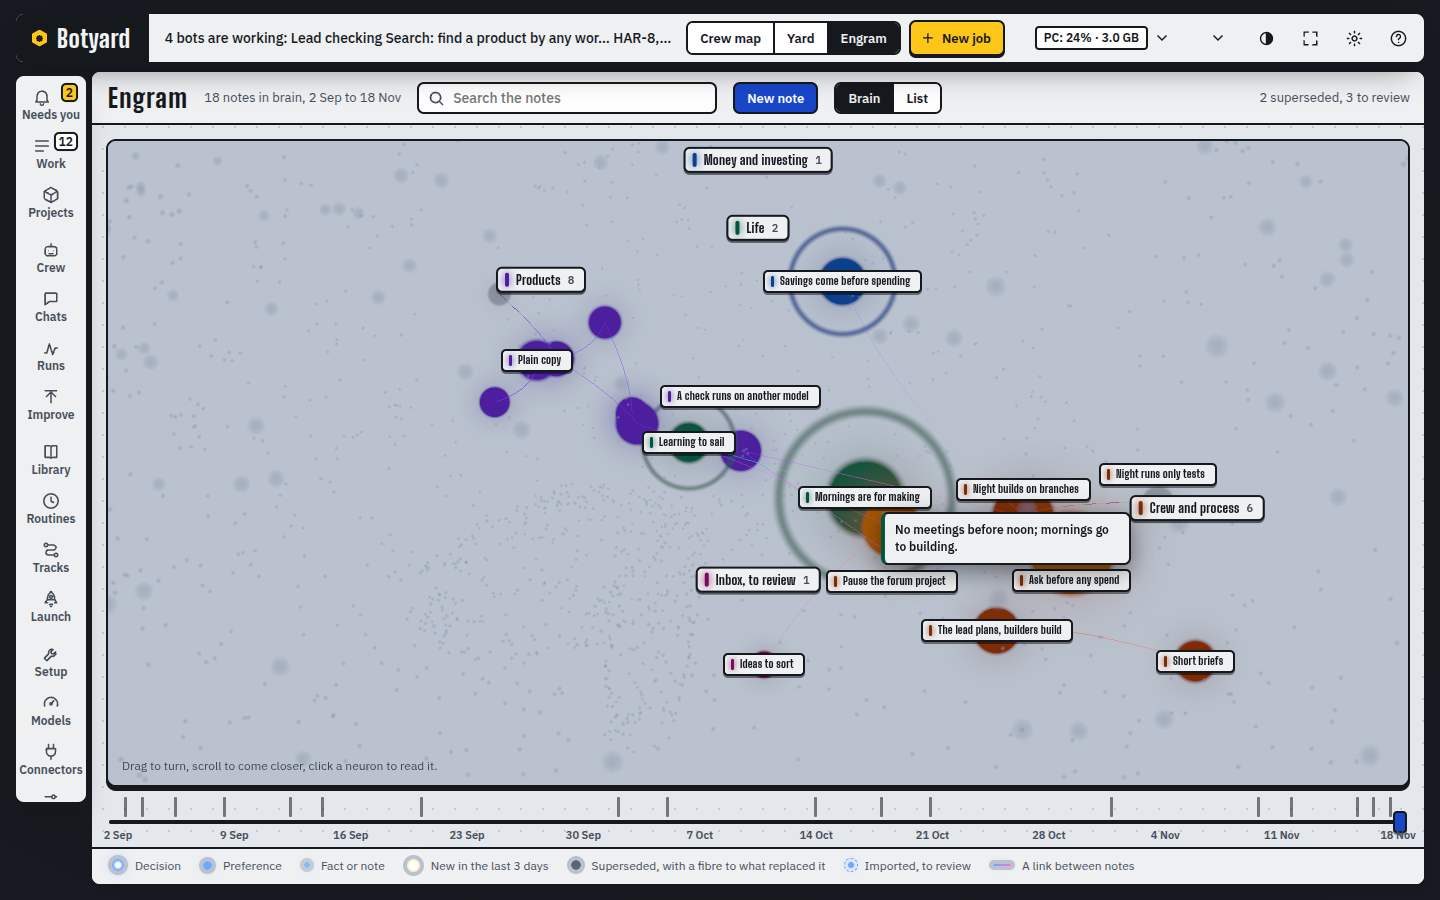 Botyard
4 bots are working: Lead checking Search: find a product by any wor... HAR-8,...
Crew map
Yard
Engram
New job
PC: 24% · 3.0 GB
2
Needs you
12
Work
Projects
Crew
Chats
Runs
Improve
Library
Routines
Tracks
Launch
Setup
Models
Connectors
Engram
18 notes in brain, 2 Sep to 18 Nov
Search the notes
New note
Brain
List
2 superseded, 3 to review
Money and investing 1
Life 2
Products 8
Savings come before spending
Plain copy
A check runs on another model
Learning to sail
Night runs only tests
Night builds on branches
Mornings are for making
Crew and process 6
No meetings before noon; mornings go
to building.
Inbox, to review 1
Pause the forum project
Ask before any spend
The lead plans, builders build
Ideas to sort
Short briefs
Drag to turn, scroll to come closer, click a neuron to read it.
2 Sep
9 Sep
16 Sep
23 Sep
30 Sep
7 Oct
14 Oct
21 Oct
28 Oct
4 Nov
11 Nov
18 Nov
Decision
Preference
Fact or note
New in the last 3 days
Superseded, with a fibre to what replaced it
Imported, to review
A link between notes